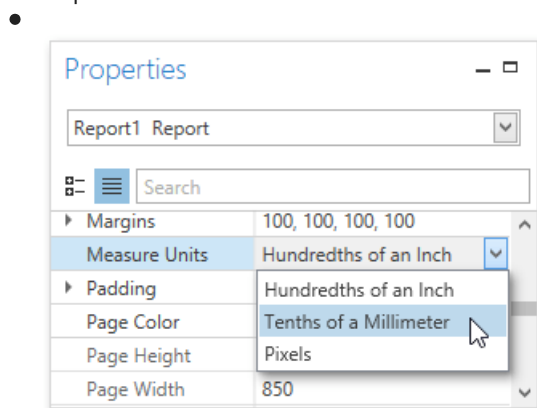 Properties
Report1 Report
Search
Margins 100, 100, 100, 100
Measure Units Hundredths of an Inch
Padding Hundredths of an Inch
Page Color Tenths of a Millimeter
Page Height Pixels
Page Width 850